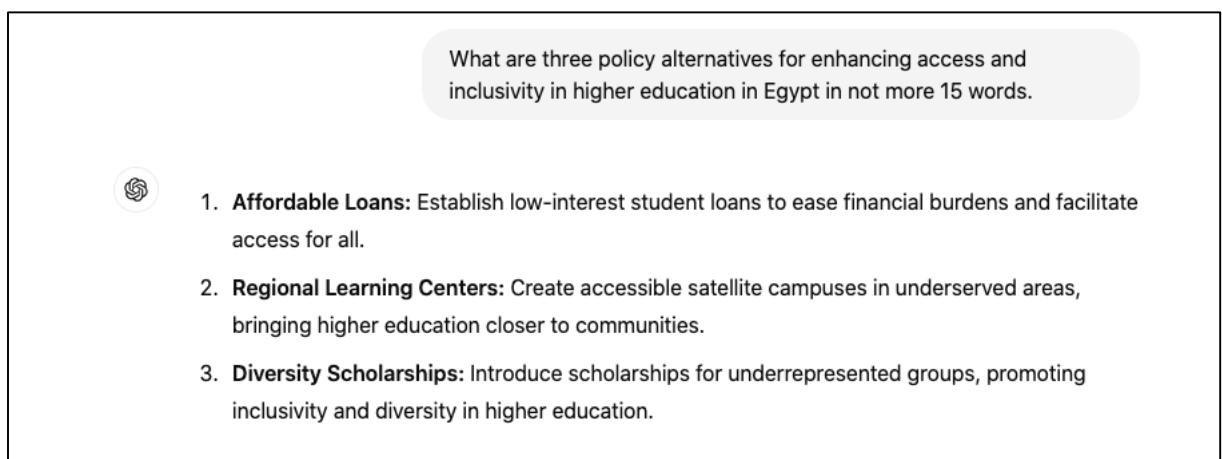 What are three policy alternatives for enhancing access and
inclusivity in higher education in Egypt in not more 15 words.
1. Affordable Loans: Establish low-interest student loans to ease financial burdens and facilitate
access for all.
2. Regional Learning Centers: Create accessible satellite campuses in underserved areas,
bringing higher education closer to communities.
3. Diversity Scholarships: Introduce scholarships for underrepresented groups, promoting
inclusivity and diversity in higher education.